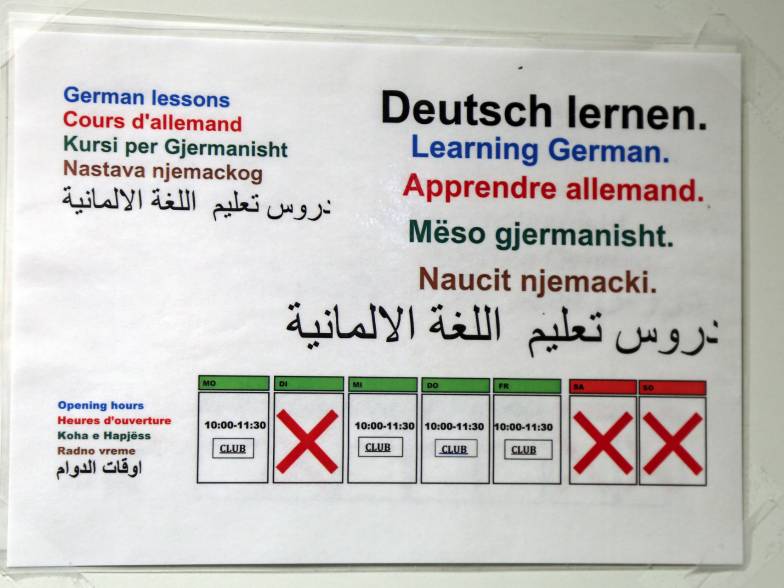 German lessons
Cours d'allemand
Kursi per Gjermanisht
Nastava njemackog
دروس تعليم اللغة الالمانية
Deutsch lernen.
Learning German.
Apprendre allemand.
Mëso gjermanisht.
Naucit njemacki.
دروس تعليم اللغة الالمانية
Opening hours
Heures d'ouverture
Koha e Hapjëss
Radno vreme
اوقات الدوام
MO DI MI DO FR SA SO
10:00-11:30 10:00-11:30 10:00-11:30 10:00-11:30
CLUB CLUB CLUB CLUB